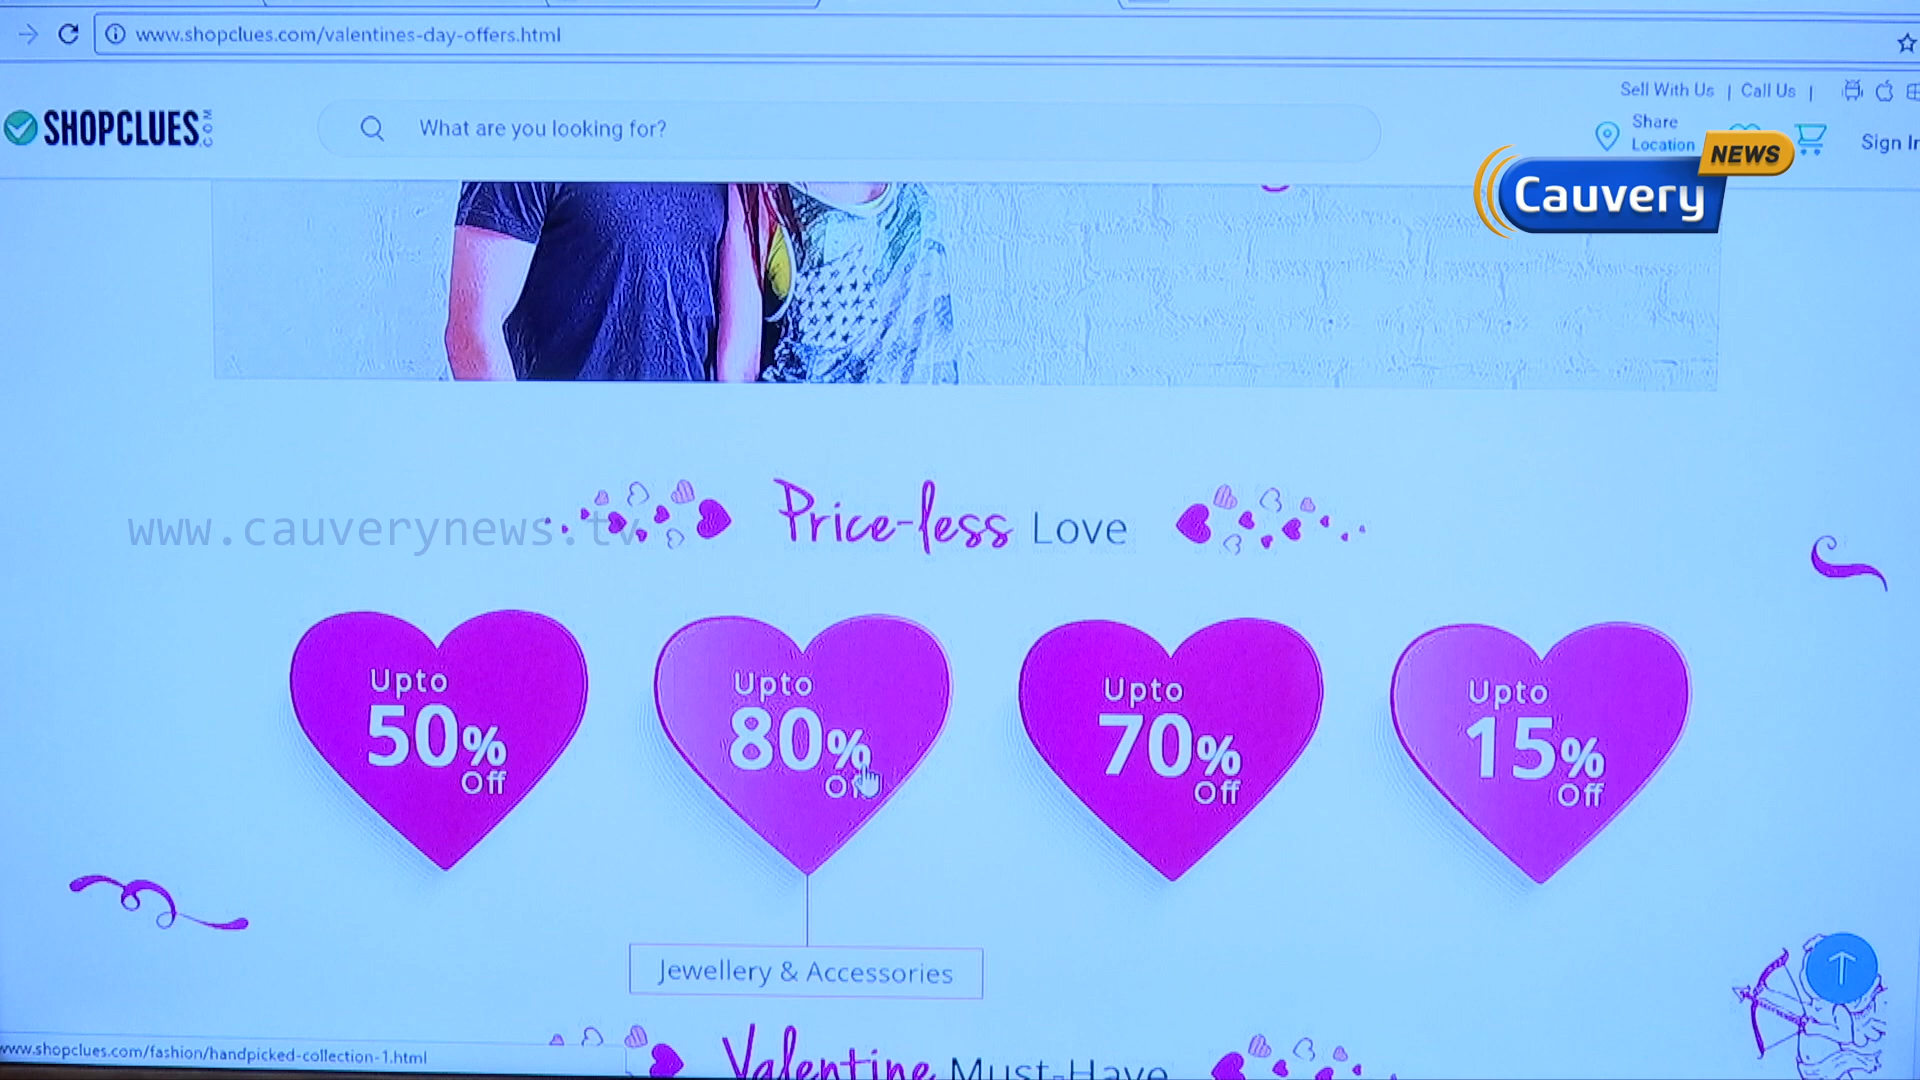 www.shopclues.com/valentines-day-offers.html
Sell With Us | Call Us |
SHOPCLUES.COM
What are you looking for?
Share
Location
Sign In
NEWS
Cauvery
www.cauverynews.tv
Price-less Love
Upto
50%
Off
Upto
80%
Off
Upto
70%
Off
Upto
15%
Off
Jewellery & Accessories
www.shopclues.com/fashion/handpicked-collection-1.html
Valentine Must-Have